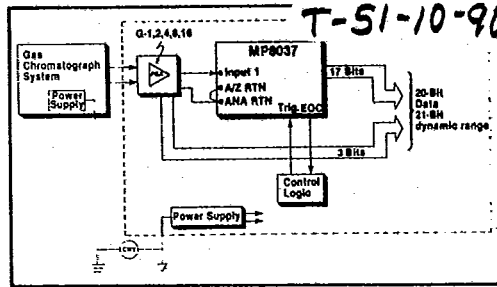 T-51-10-90
G-1,2,4,8,16
Gas
Chromatograph
System
Power
Supply
PGA
MP8037
Input 1
A/Z RTN
ANA RTN
Trig EOC
17 Bits
20-Bit
Data
21-Bit
dynamic range
3 Bits
Control
Logic
Power Supply